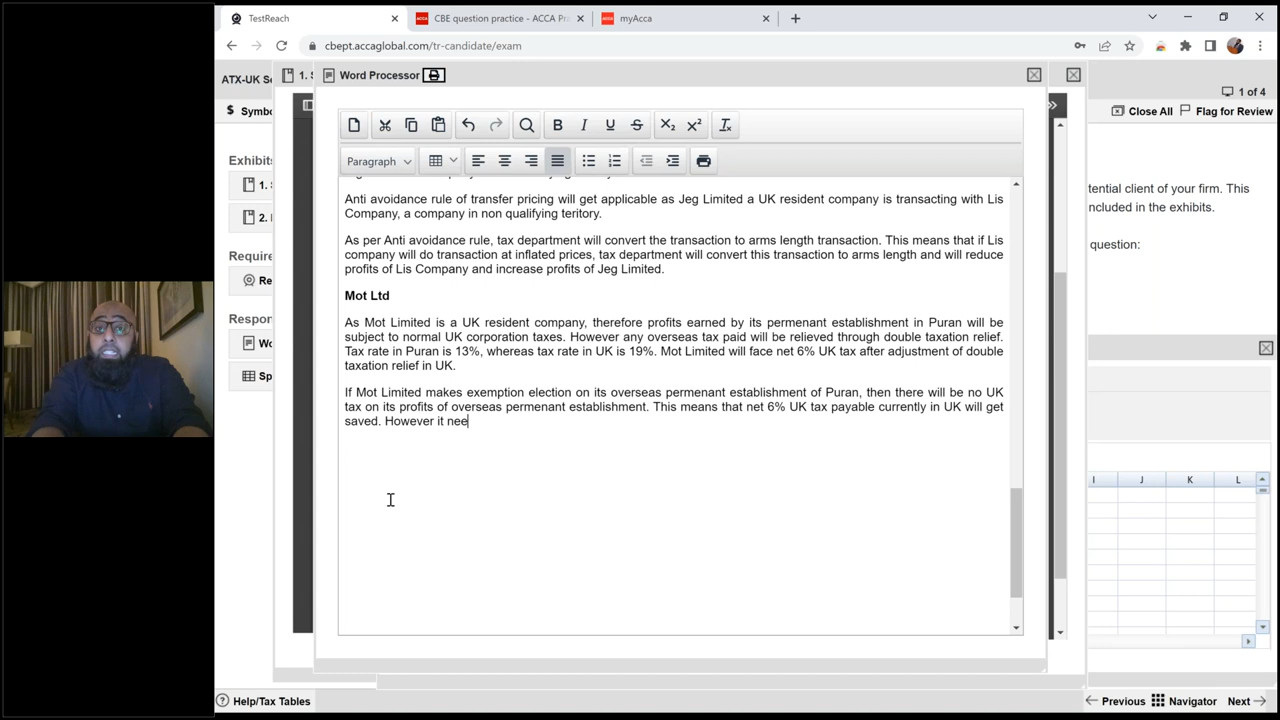 TestReach
CBE question practice - ACCA Pr
myAcca
cbept.accaglobal.com/tr-candidate/exam
ATX-UK Se
1. S
Word Processor
1 of 4
$ Symbo
Close All
Flag for Review
Paragraph
B I U S X₂ X² Tx
Exhibits
1. S
2. I
Require
Re
Respon
Wo
Sp
Anti avoidance rule of transfer pricing will get applicable as Jeg Limited a UK resident company is transacting with Lis
Company, a company in non qualifying teritory.
As per Anti avoidance rule, tax department will convert the transaction to arms length transaction. This means that if Lis
company will do transaction at inflated prices, tax department will convert this transaction to arms length and will reduce
profits of Lis Company and increase profits of Jeg Limited.
Mot Ltd
As Mot Limited is a UK resident company, therefore profits earned by its permenant establishment in Puran will be
subject to normal UK corporation taxes. However any overseas tax paid will be relieved through double taxation relief.
Tax rate in Puran is 13%, whereas tax rate in UK is 19%. Mot Limited will face net 6% UK tax after adjustment of double
taxation relief in UK.
If Mot Limited makes exemption election on its overseas permenant establishment of Puran, then there will be no UK
tax on its profits of overseas permenant establishment. This means that net 6% UK tax payable currently in UK will get
saved. However it nee
tential client of your firm. This
ncluded in the exhibits.
question:
I J K L
Help/Tax Tables
Previous
Navigator
Next